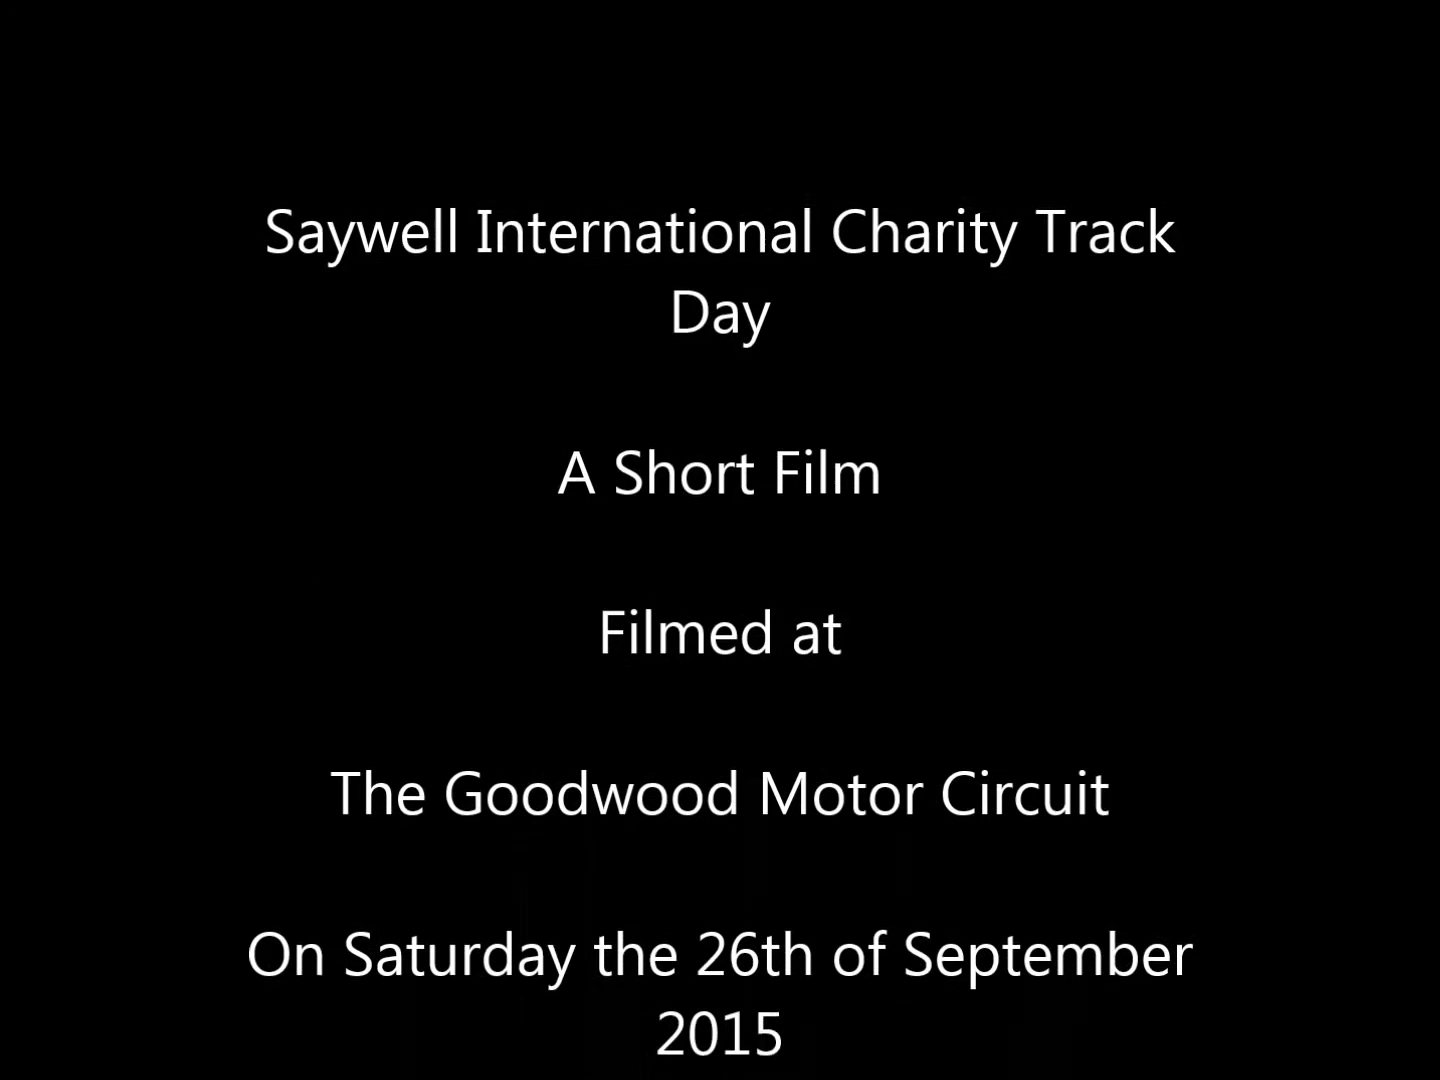 Saywell International Charity Track
Day
A Short Film
Filmed at
The Goodwood Motor Circuit
On Saturday the 26th of September
2015